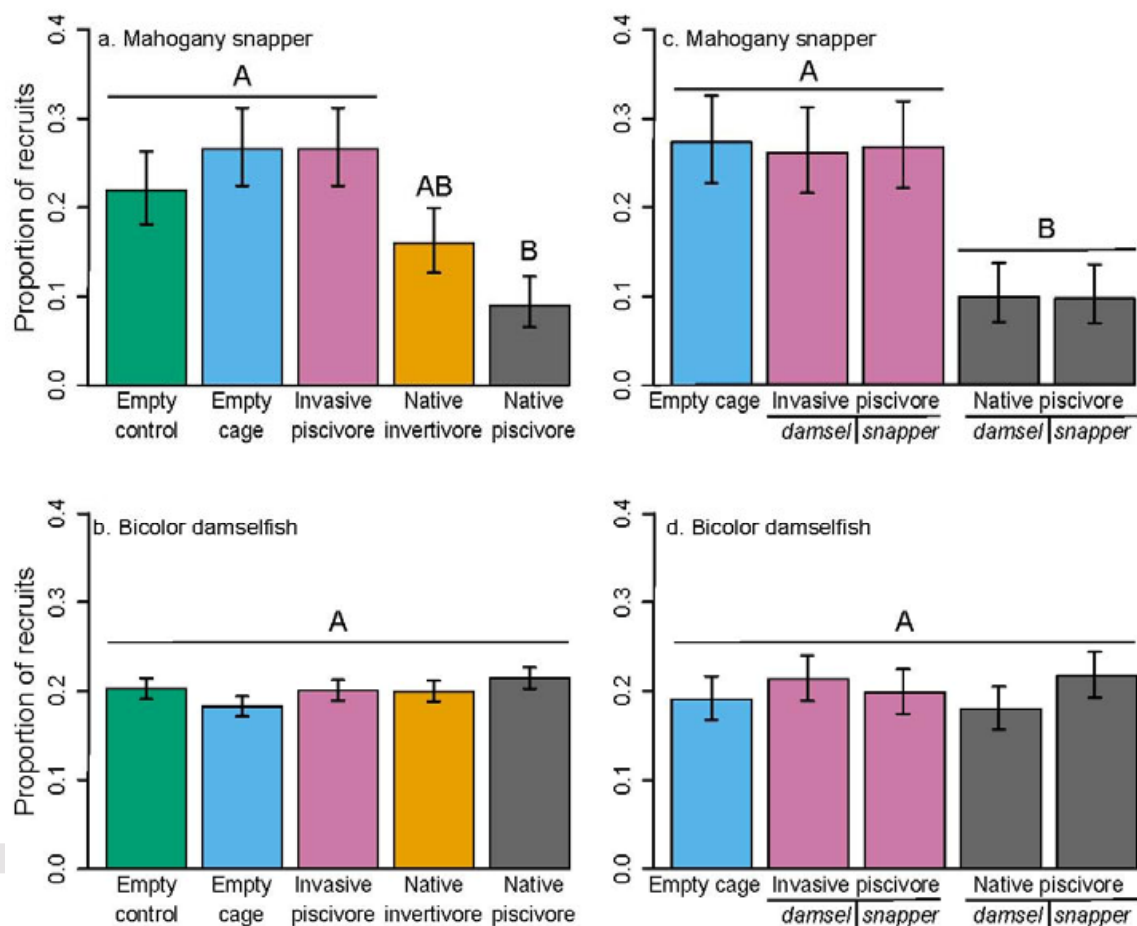 a. Mahogany snapper
A
AB
B
Proportion of recruits
0.4
0.3
0.2
0.1
0.0
Empty Empty Invasive Native Native
control cage piscivore invertivore piscivore
c. Mahogany snapper
A
B
0.4
0.3
0.2
0.1
0.0
Empty cage Invasive piscivore Native piscivore
damsel snapper damsel snapper
b. Bicolor damselfish
A
Proportion of recruits
0.4
0.3
0.2
0.1
0.0
Empty Empty Invasive Native Native
control cage piscivore invertivore piscivore
d. Bicolor damselfish
A
0.4
0.3
0.2
0.1
0.0
Empty cage Invasive piscivore Native piscivore
damsel snapper damsel snapper